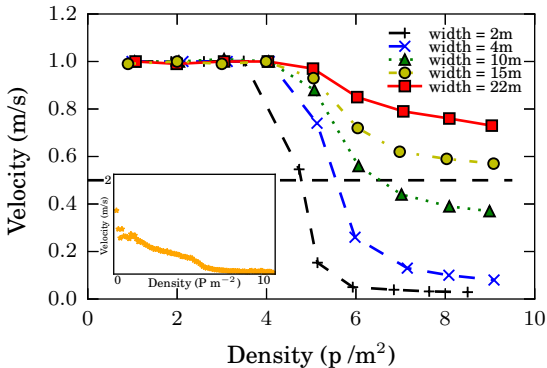 1.2
1.0
0.8
0.6
0.4
0.2
0.0
Velocity (m/s)
width = 2m
width = 4m
width = 10m
width = 15m
width = 22m
2
Velocity (m/s)
0
10
Density (P m⁻²)
0
2
4
6
8
10
Density (p /m²)